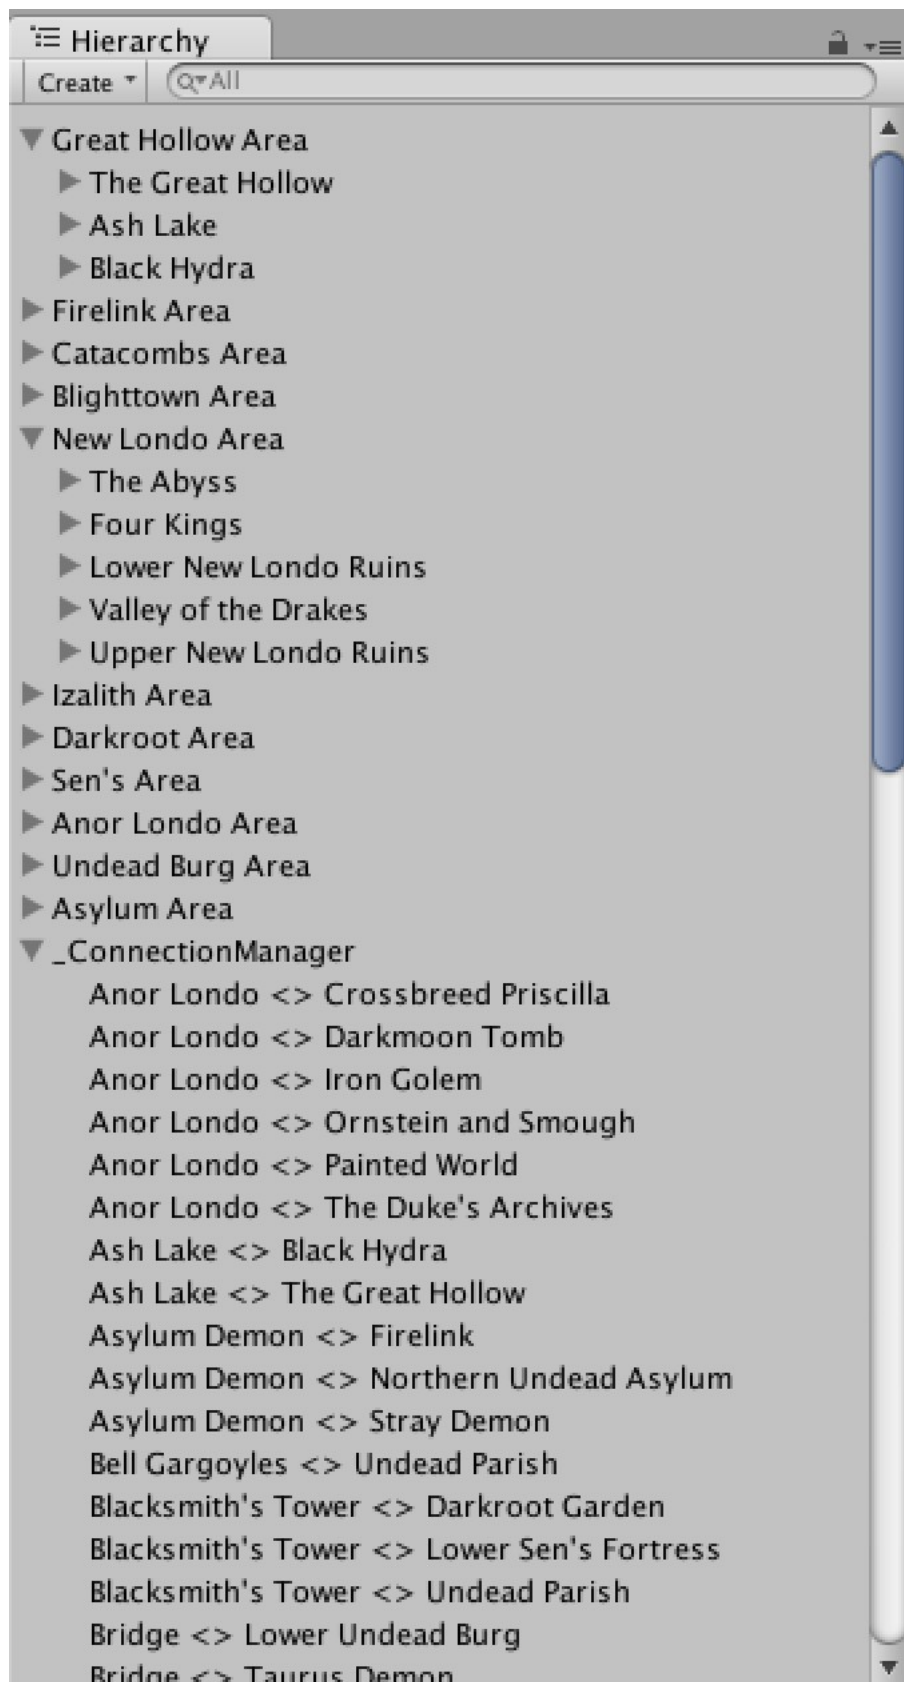 Hierarchy
Create
All
Great Hollow Area
The Great Hollow
Ash Lake
Black Hydra
Firelink Area
Catacombs Area
Blighttown Area
New Londo Area
The Abyss
Four Kings
Lower New Londo Ruins
Valley of the Drakes
Upper New Londo Ruins
Izalith Area
Darkroot Area
Sen's Area
Anor Londo Area
Undead Burg Area
Asylum Area
_ConnectionManager
Anor Londo <> Crossbreed Priscilla
Anor Londo <> Darkmoon Tomb
Anor Londo <> Iron Golem
Anor Londo <> Ornstein and Smough
Anor Londo <> Painted World
Anor Londo <> The Duke's Archives
Ash Lake <> Black Hydra
Ash Lake <> The Great Hollow
Asylum Demon <> Firelink
Asylum Demon <> Northern Undead Asylum
Asylum Demon <> Stray Demon
Bell Gargoyles <> Undead Parish
Blacksmith's Tower <> Darkroot Garden
Blacksmith's Tower <> Lower Sen's Fortress
Blacksmith's Tower <> Undead Parish
Bridge <> Lower Undead Burg
Bridge <> Taurus Demon